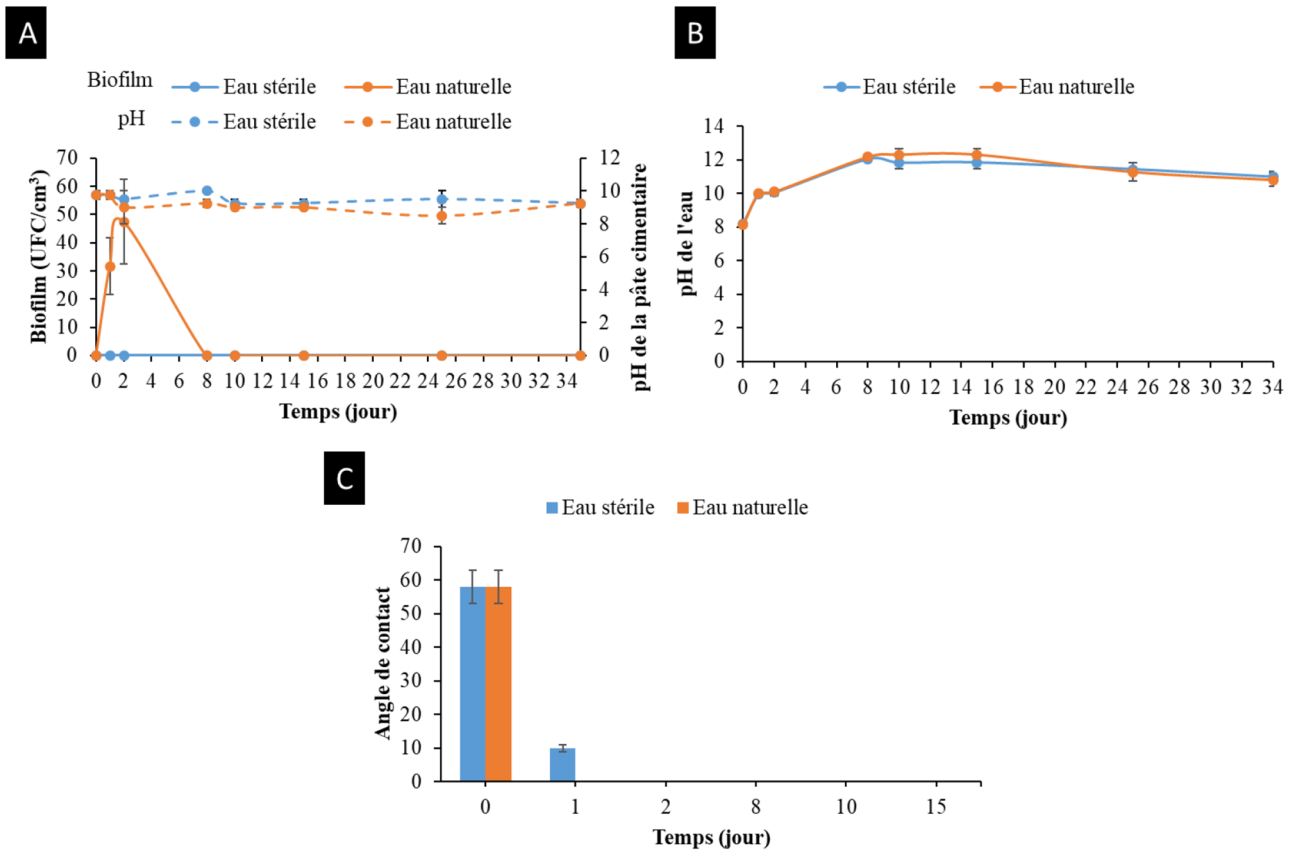 A
Biofilm Eau stérile Eau naturelle
pH Eau stérile Eau naturelle
70 12
60 10
50 8
40 6
30 4
20 2
10 0
0
Biofilm (UFC/cm³)
pH de la pâte cimentaire
0 2 4 6 8 10 12 14 16 18 20 22 24 26 28 30 32 34
Temps (jour)
B
Eau stérile Eau naturelle
14
12
10
8
6
4
2
0
pH de l'eau
0 2 4 6 8 10 12 14 16 18 20 22 24 26 28 30 32 34
Temps (jour)
C
Eau stérile Eau naturelle
70
60
50
40
30
20
10
0
Angle de contact
0 1 2 8 10 15
Temps (jour)